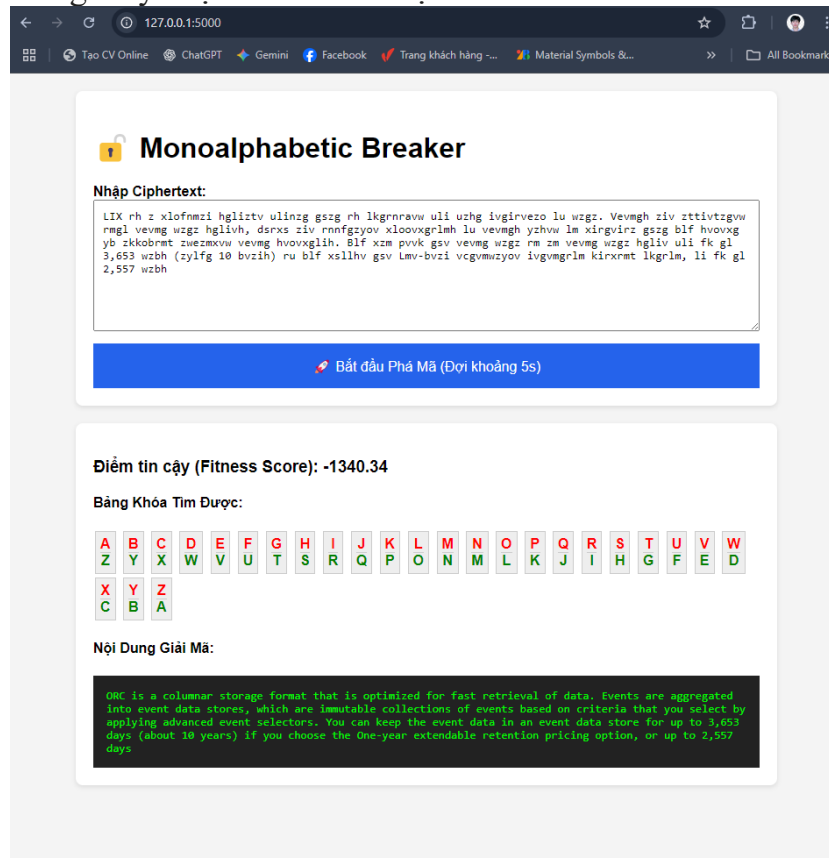 127.0.0.1:5000
Tạo CV Online ChatGPT Gemini Facebook Trang khách hàng -... Material Symbols &... » All Bookmark
Monoalphabetic Breaker
Nhập Ciphertext:
LIX rh z xlofnmzi hgliztv ulinzg gszg rh lkgrnravw uli uzhg ivgirvezo lu wzgz. Vevmgh ziv zttivtzgvw
rmgl vevmg wzgz hglivh, dsrxs ziv rnnfgzyov xloovxgrlmh lu vevmgh yzhvw lm xirgvirz gszg blf hvovxg
yb zkkobrmt zwezmxvw vevmg hvovxglih. Blf xzm pvvk gsv vevmg wzgz rm zm vevmg wzgz hgliv uli fk gl
3,653 wzbh (zylfg 10 bvzih) ru blf xsllhv gsv Lmv-bvzi vcgvmwzyov ivgvmgrlm kirxrmt lkgrlm, li fk gl
2,557 wzbh
Bắt đầu Phá Mã (Đợi khoảng 5s)
Điểm tin cậy (Fitness Score): -1340.34
Bảng Khóa Tìm Được:
A B C D E F G H I J K L M N O P Q R S T U V W
Z Y X W V U T S R Q P O N M L K J I H G F E D
X Y Z
C B A
Nội Dung Giải Mã:
ORC is a columnar storage format that is optimized for fast retrieval of data. Events are aggregated
into event data stores, which are immutable collections of events based on criteria that you select by
applying advanced event selectors. You can keep the event data in an event data store for up to 3,653
days (about 10 years) if you choose the One-year extendable retention pricing option, or up to 2,557
days